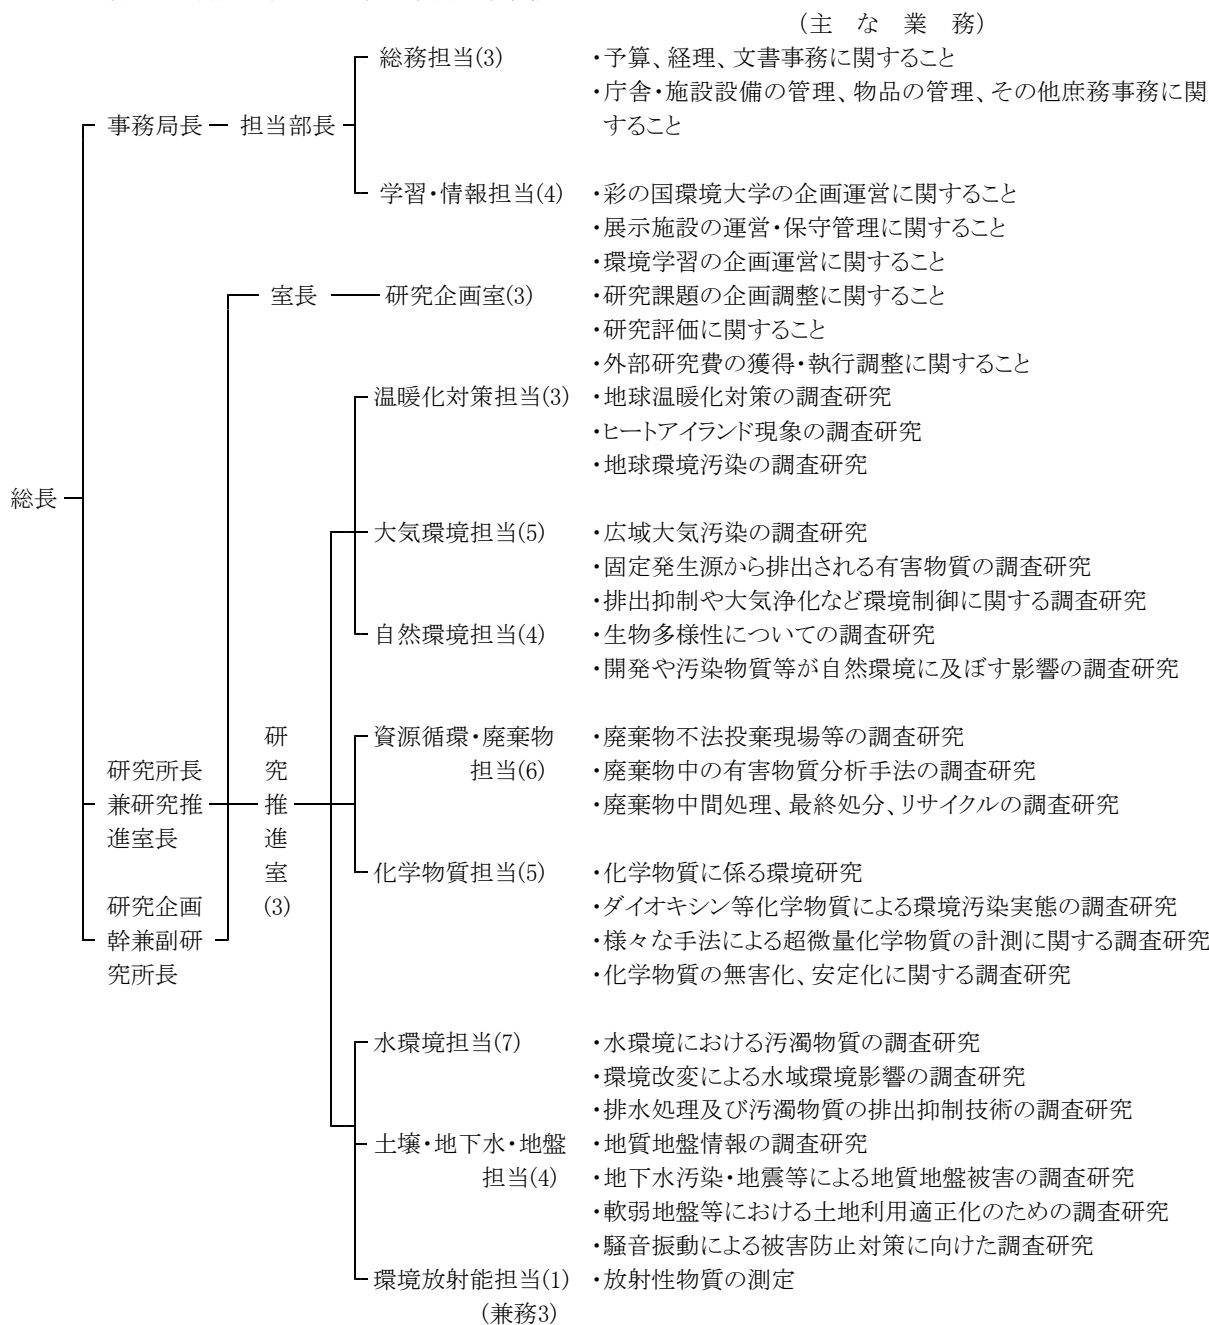 (主 な 業 務)
総務担当(3) ・予算、経理、文書事務に関すること
・庁舎・施設設備の管理、物品の管理、その他庶務事務に関
事務局長 担当部長 すること
学習・情報担当(4) ・彩の国環境大学の企画運営に関すること
・展示施設の運営・保守管理に関すること
・環境学習の企画運営に関すること
室長 研究企画室(3) ・研究課題の企画調整に関すること
・研究評価に関すること
・外部研究費の獲得・執行調整に関すること
温暖化対策担当(3) ・地球温暖化対策の調査研究
・ヒートアイランド現象の調査研究
・地球環境汚染の調査研究
総長
大気環境担当(5) ・広域大気汚染の調査研究
・固定発生源から排出される有害物質の調査研究
・排出抑制や大気浄化など環境制御に関する調査研究
自然環境担当(4) ・生物多様性についての調査研究
・開発や汚染物質等が自然環境に及ぼす影響の調査研究
研 資源循環・廃棄物 ・廃棄物不法投棄現場等の調査研究
研究所長 究 担当(6) ・廃棄物中の有害物質分析手法の調査研究
兼研究推 推 ・廃棄物中間処理、最終処分、リサイクルの調査研究
進室長 進
室 化学物質担当(5) ・化学物質に係る環境研究
研究企画 (3) ・ダイオキシン等化学物質による環境汚染実態の調査研究
幹兼副研 ・様々な手法による超微量化学物質の計測に関する調査研究
究所長 ・化学物質の無害化、安定化に関する調査研究
水環境担当(7) ・水環境における汚濁物質の調査研究
・環境改変による水域環境影響の調査研究
・排水処理及び汚濁物質の排出抑制技術の調査研究
土壌・地下水・地盤 ・地質地盤情報の調査研究
担当(4) ・地下水汚染・地震等による地質地盤被害の調査研究
・軟弱地盤等における土地利用適正化のための調査研究
・騒音振動による被害防止対策に向けた調査研究
環境放射能担当(1) ・放射性物質の測定
(兼務3)